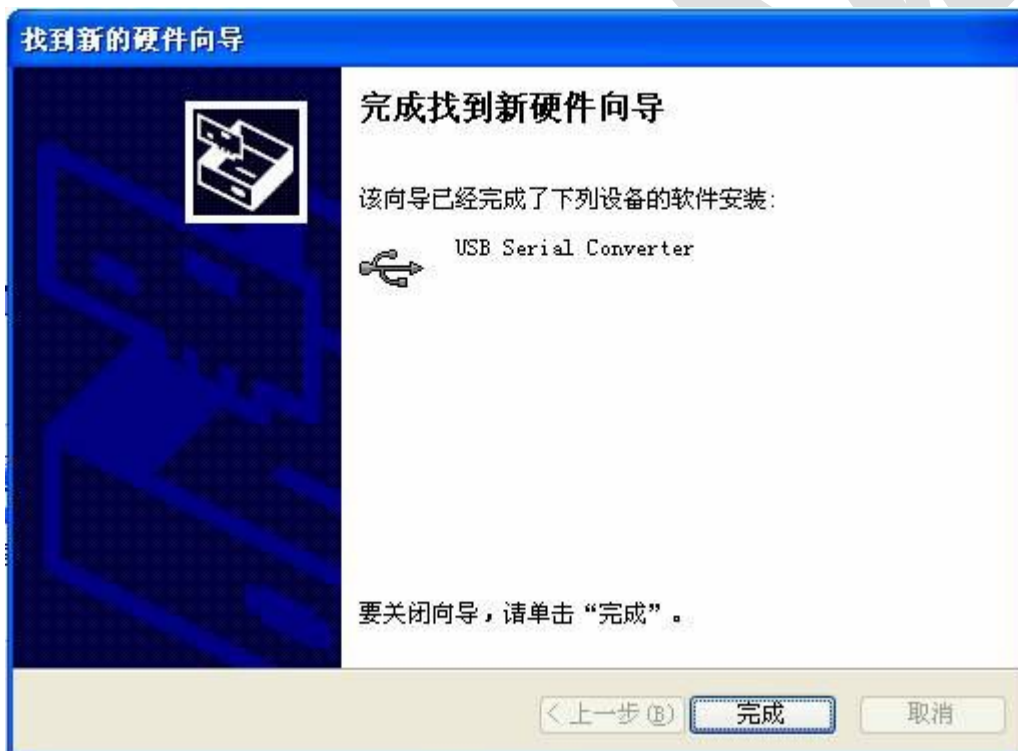 找到新的硬件向导
完成找到新硬件向导
该向导已经完成了下列设备的软件安装:
USB Serial Converter
要关闭向导，请单击“完成”。
<上一步(B)
完成
取消